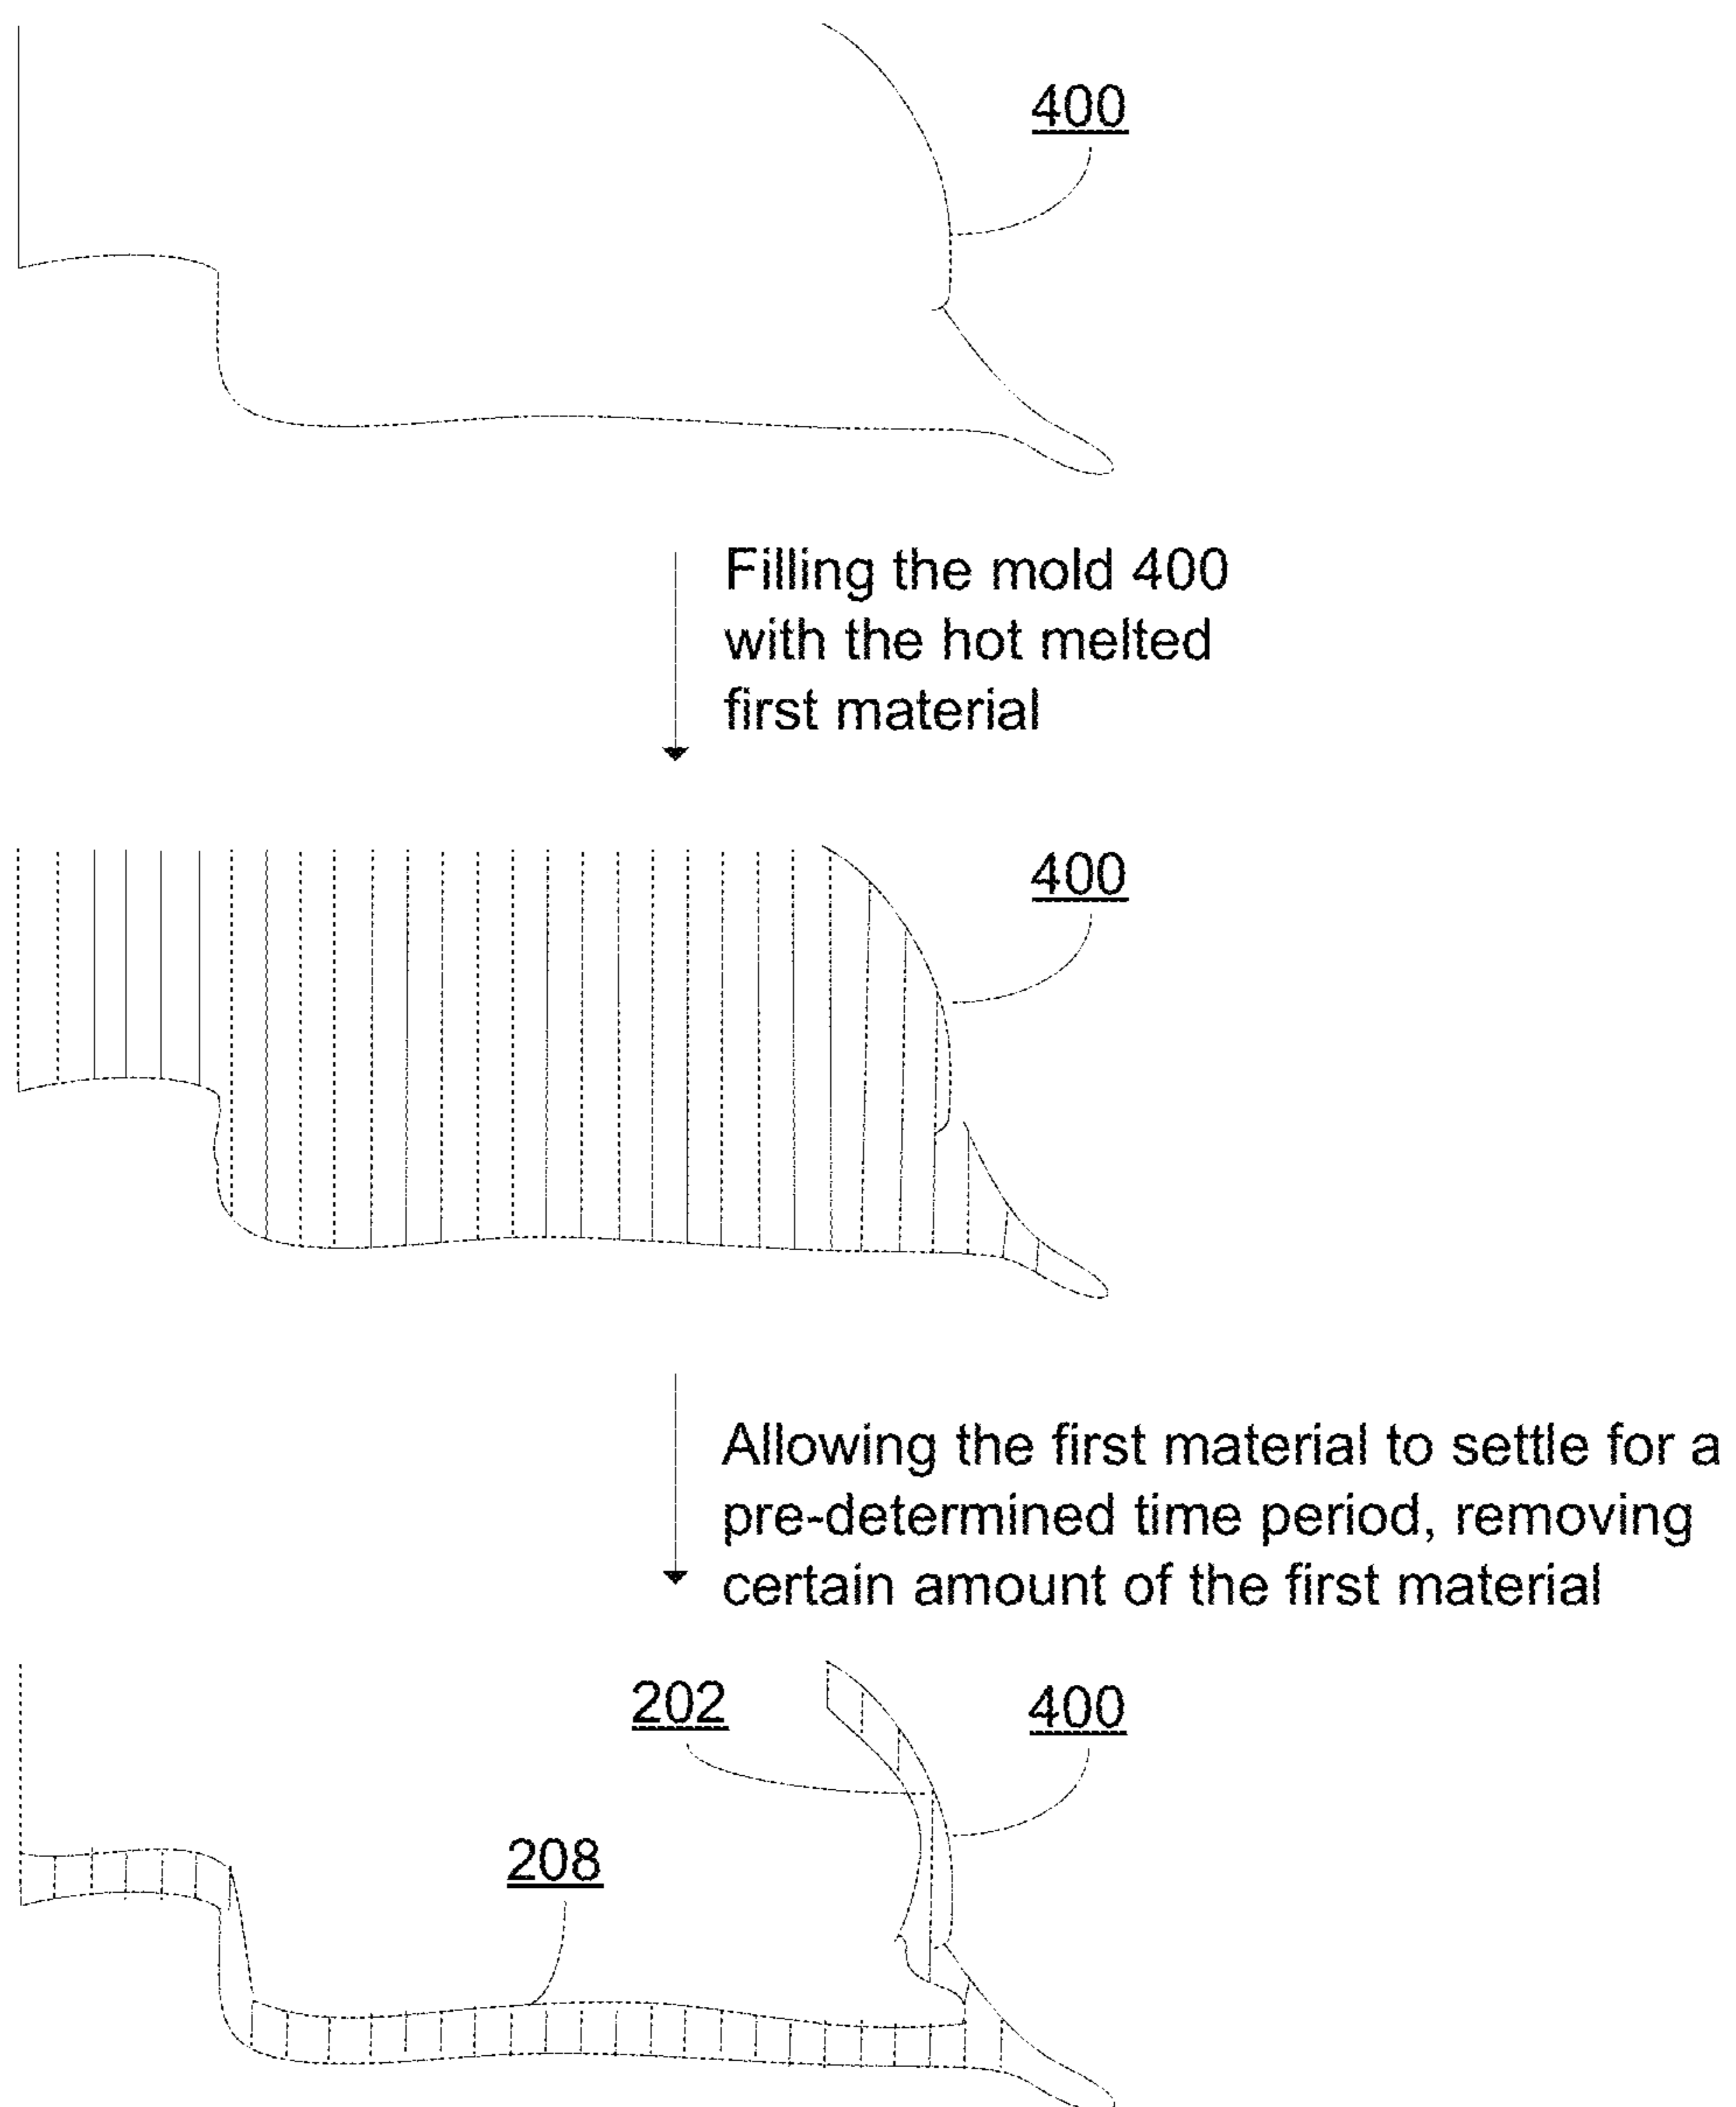 400
Filling the mold 400
with the hot melted
first material
400
Allowing the first material to settle for a
pre-determined time period, removing
certain amount of the first material
202
400
208